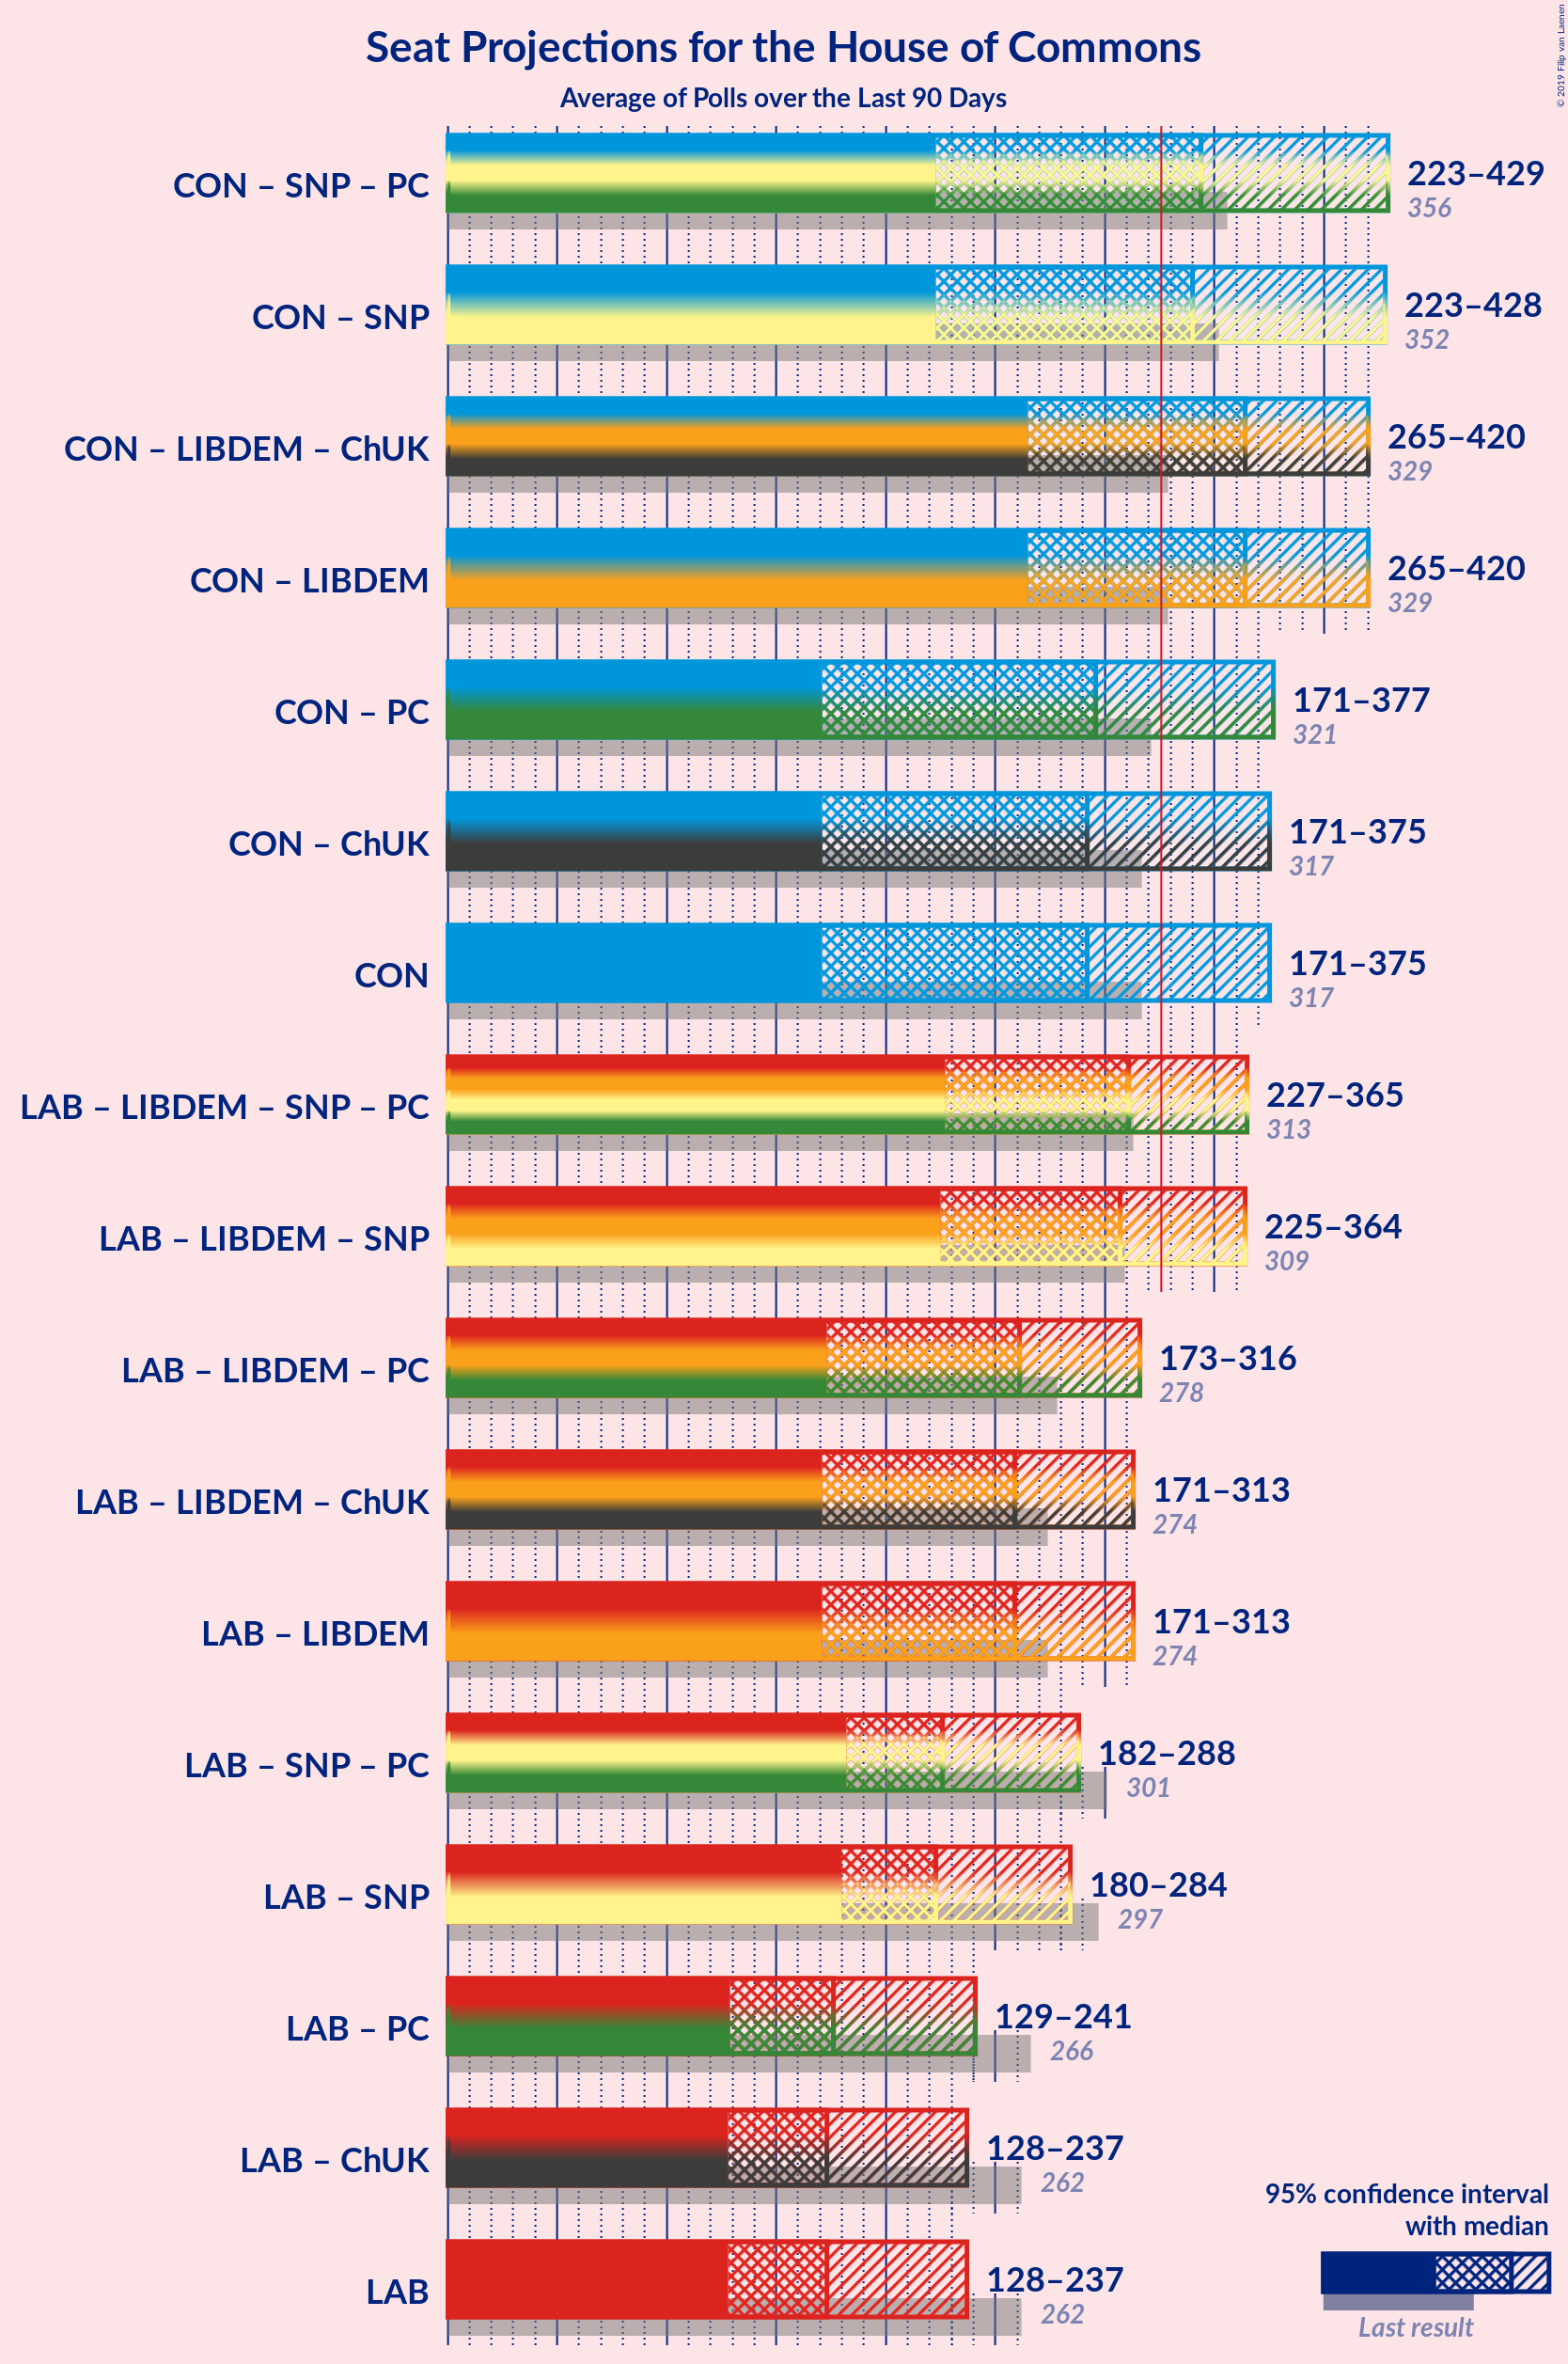 © 2019 Filip van Laenen
Seat Projections for the House of Commons
Average of Polls over the Last 90 Days
CON – SNP – PC
223–429
356
CON – SNP
223–428
352
CON – LIBDEM – ChUK
265–420
329
CON – LIBDEM
265–420
329
CON – PC
171–377
321
CON – ChUK
171–375
317
CON
171–375
317
LAB – LIBDEM – SNP – PC
227–365
313
LAB – LIBDEM – SNP
225–364
309
LAB – LIBDEM – PC
173–316
278
LAB – LIBDEM – ChUK
171–313
274
LAB – LIBDEM
171–313
274
LAB – SNP – PC
182–288
301
LAB – SNP
180–284
297
LAB – PC
129–241
266
LAB – ChUK
128–237
262
LAB
128–237
262
95% confidence interval
with median
Last result